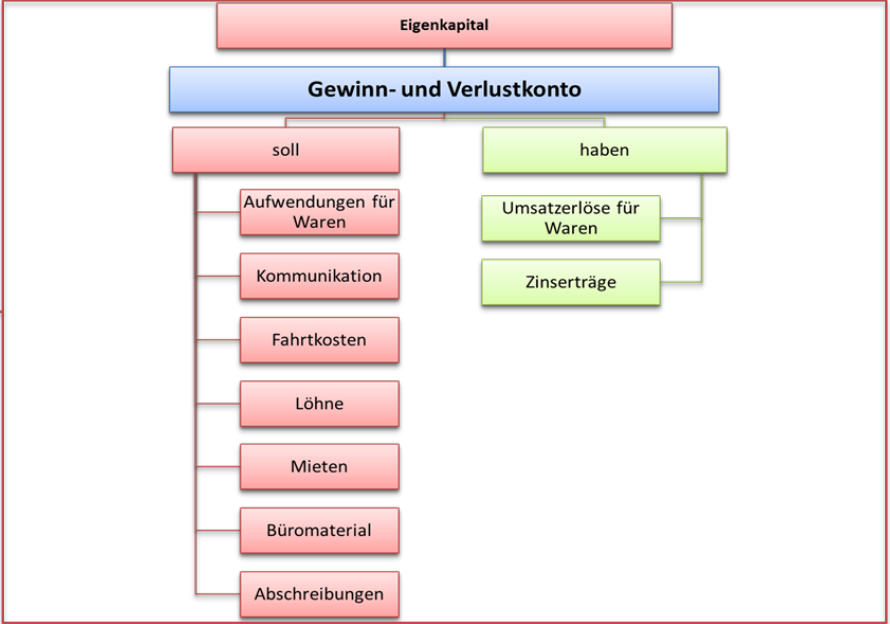 Eigenkapital
Gewinn- und Verlustkonto
soll
haben
Aufwendungen für
Waren
Kommunikation
Fahrtkosten
Löhne
Mieten
Büromaterial
Abschreibungen
Umsatzerlöse für
Waren
Zinserträge